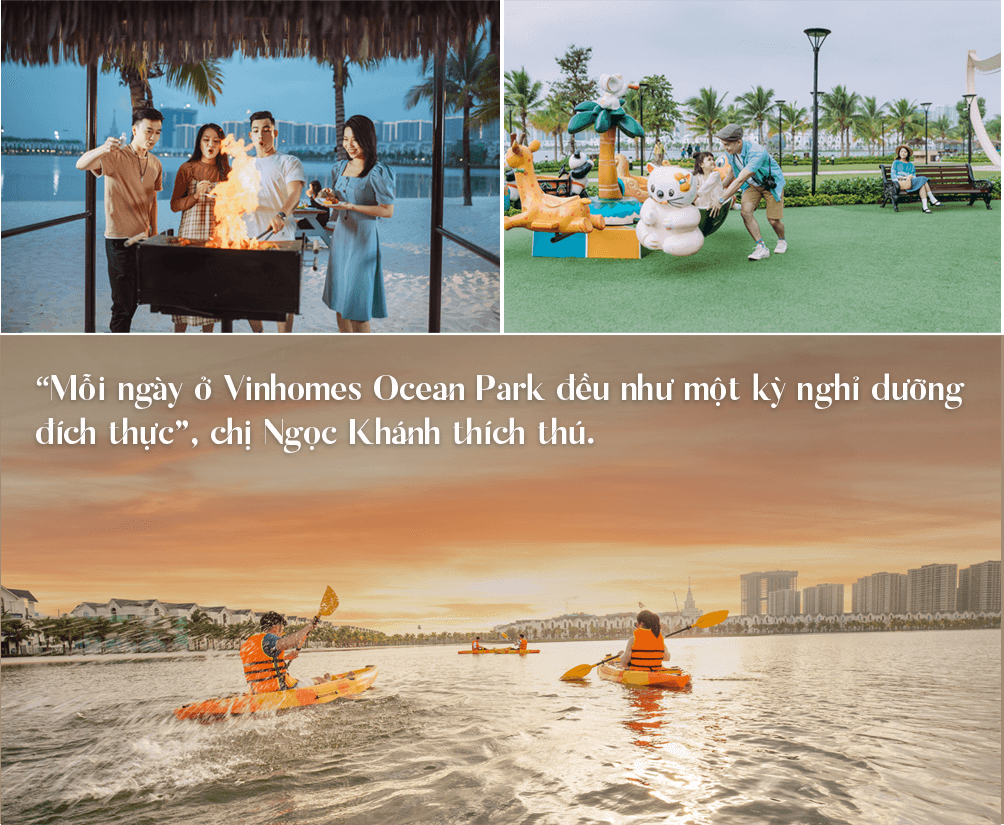 “Mỗi ngày ở Vinhomes Ocean Park đều như một kỳ nghỉ dưỡng
đích thực”, chị Ngọc Khánh thích thú.